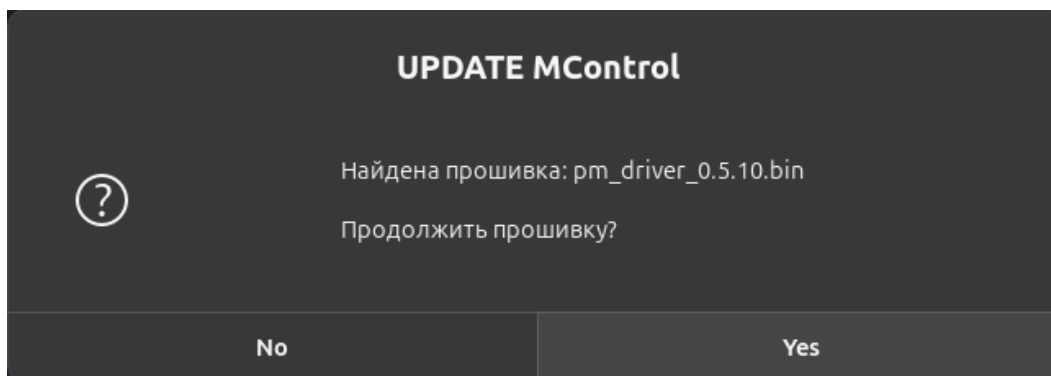 UPDATE MControl
Найдена прошивка: pm_driver_0.5.10.bin
?
Продолжить прошивку?
No
Yes